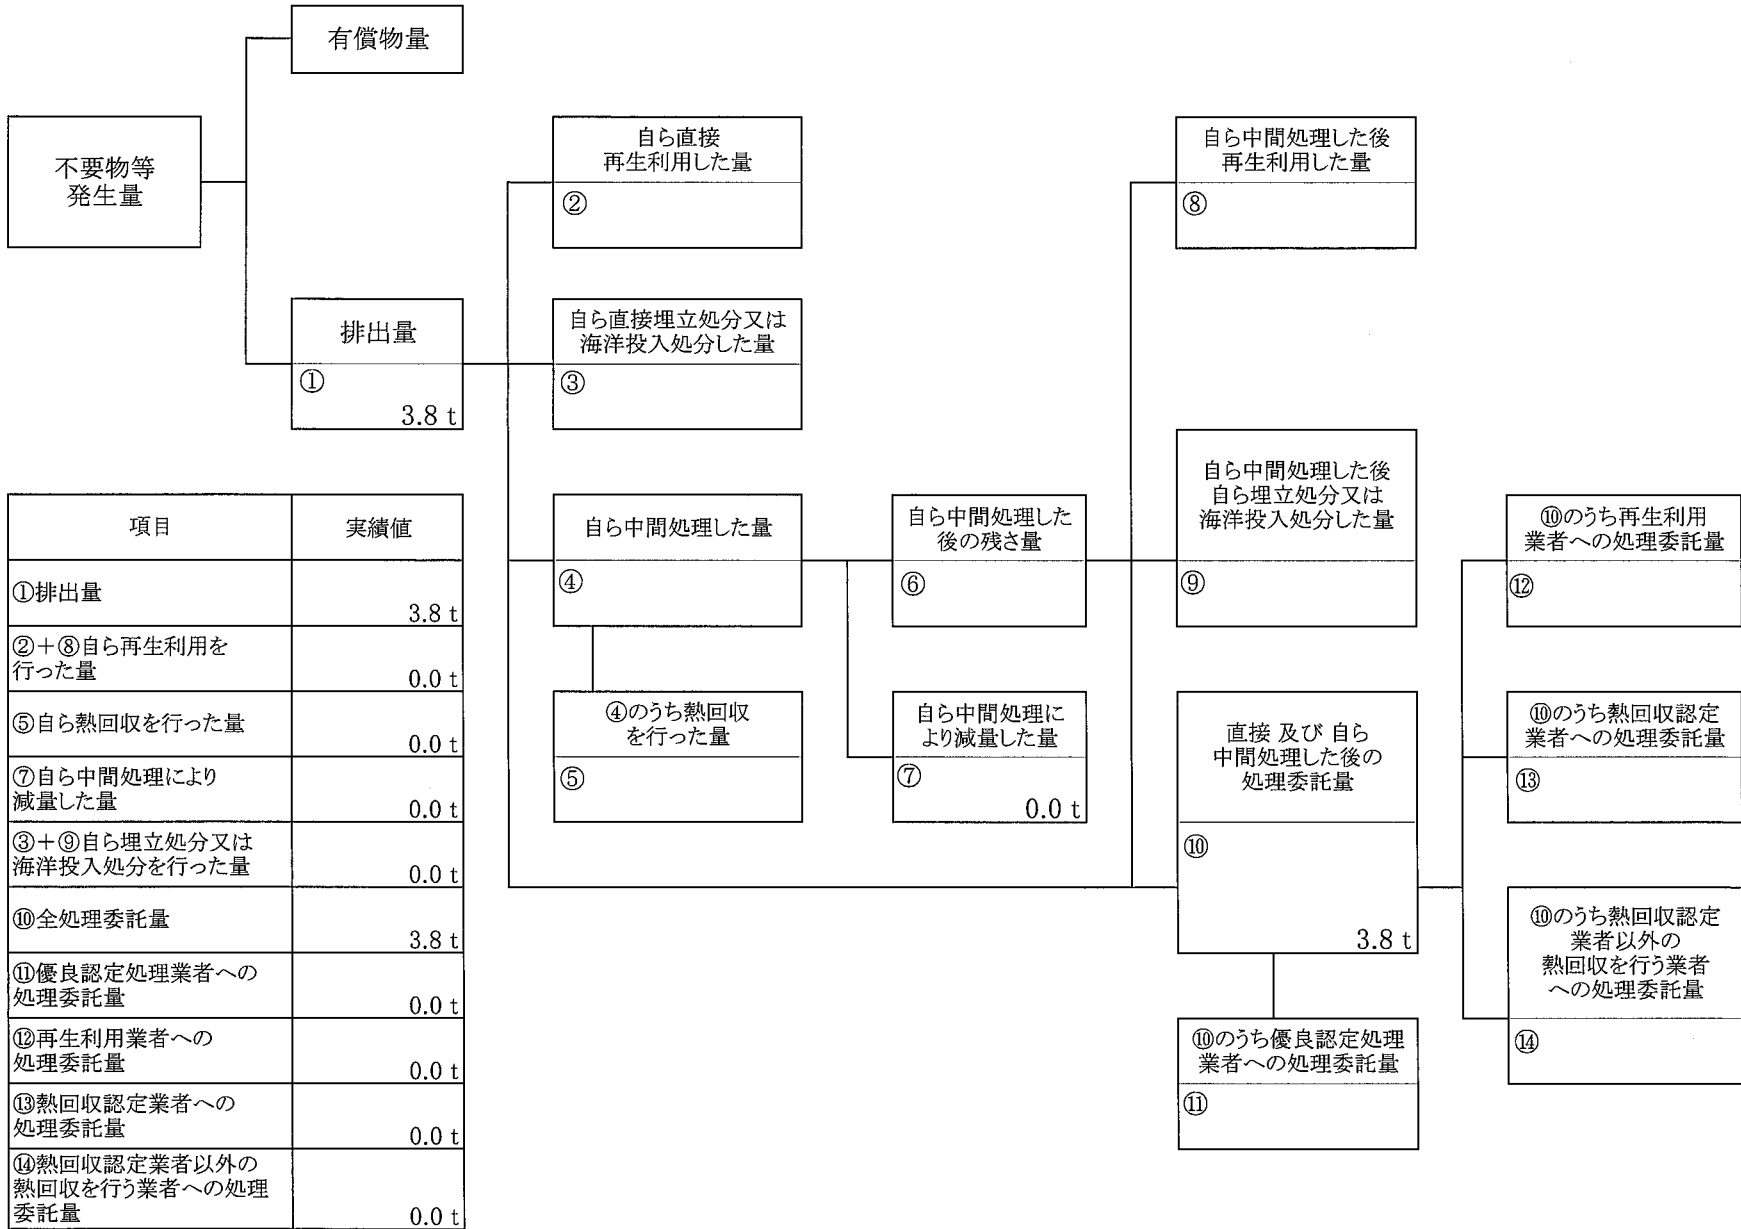 有償物量
不要物等
発生量
排出量
①
3.8 t
自ら直接
再生利用した量
②
自ら直接埋立処分又は
海洋投入処分した量
③
自ら中間処理した量
④
④のうち熱回収
を行った量
⑤
自ら中間処理した
後の残さ量
⑥
自ら中間処理に
より減量した量
⑦
0.0 t
自ら中間処理した後
再生利用した量
⑧
自ら中間処理した後
自ら埋立処分又は
海洋投入処分した量
⑨
直接 及び 自ら
中間処理した後の
処理委託量
⑩
3.8 t
⑩のうち優良認定処理
業者への処理委託量
⑪
⑩のうち再生利用
業者への処理委託量
⑫
⑩のうち熱回収認定
業者への処理委託量
⑬
⑩のうち熱回収認定
業者以外の
熱回収を行う業者
への処理委託量
⑭
項目 実績値
①排出量
3.8 t
②+⑧自ら再生利用を
行った量
0.0 t
⑤自ら熱回収を行った量
0.0 t
⑦自ら中間処理により
減量した量
0.0 t
③+⑨自ら埋立処分又は
海洋投入処分を行った量
0.0 t
⑩全処理委託量
3.8 t
⑪優良認定処理業者への
処理委託量
0.0 t
⑫再生利用業者への
処理委託量
0.0 t
⑬熱回収認定業者への
処理委託量
0.0 t
⑭熱回収認定業者以外の
熱回収を行う業者への処理
委託量
0.0 t